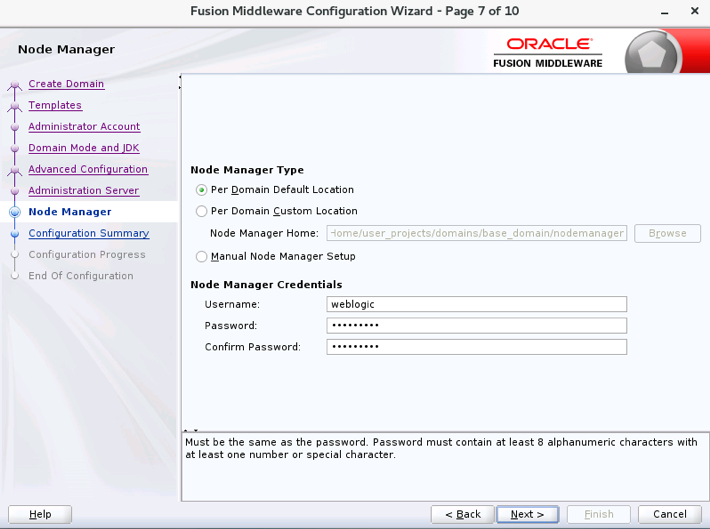 Fusion Middleware Configuration Wizard - Page 7 of 10
Node Manager
ORACLE
FUSION MIDDLEWARE
Create Domain
Templates
Administrator Account
Domain Mode and JDK
Advanced Configuration
Administration Server
Node Manager
Configuration Summary
Configuration Progress
End Of Configuration
Node Manager Type
Per Domain Default Location
Per Domain Custom Location
Node Manager Home: Home/user_projects/domains/base_domain/nodemanager Browse
Manual Node Manager Setup
Node Manager Credentials
Username: weblogic
Password: •••••••••
Confirm Password: •••••••••
Must be the same as the password. Password must contain at least 8 alphanumeric characters with
at least one number or special character.
Help < Back Next > Finish Cancel